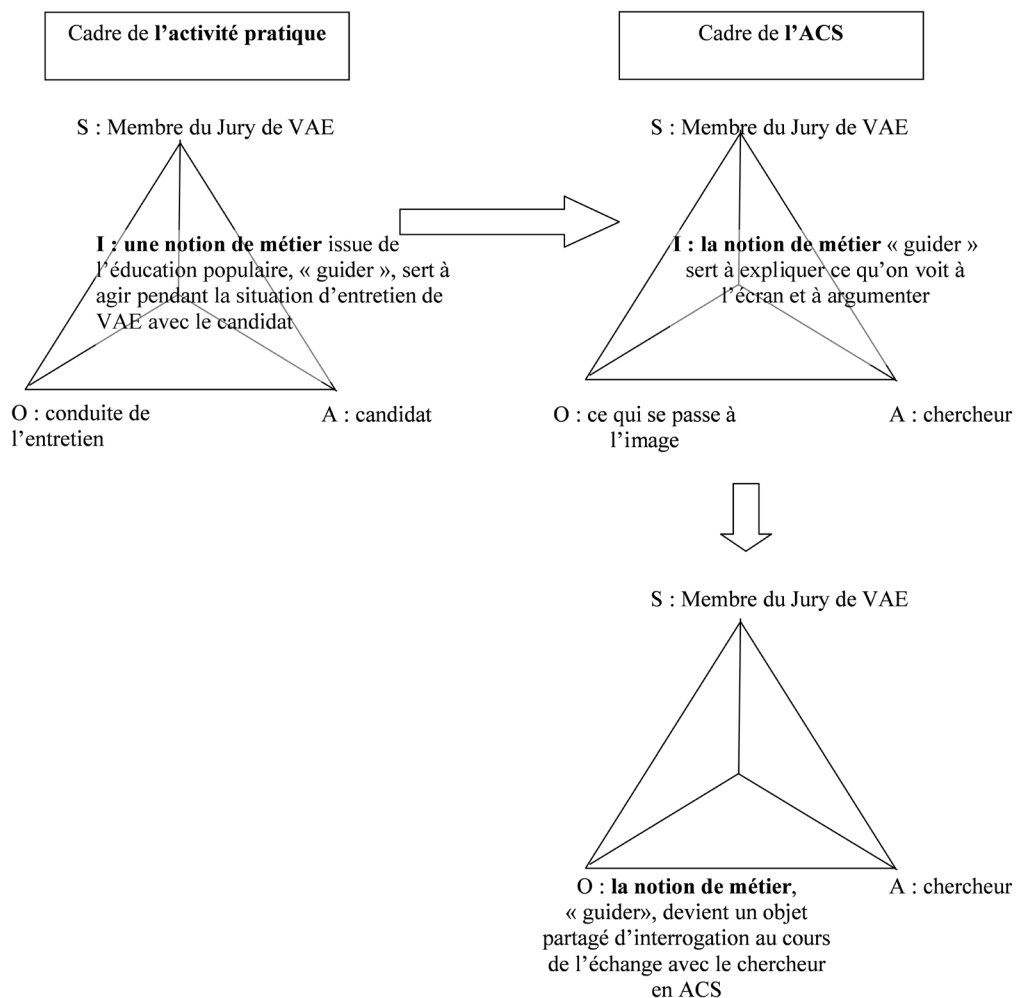 Cadre de l'activité pratique
Cadre de l'ACS
S : Membre du Jury de VAE
I : une notion de métier issue de
l'éducation populaire, « guider », sert à
agir pendant la situation d'entretien de
VAE avec le candidat
O : conduite de
l'entretien
A : candidat
S : Membre du Jury de VAE
I : la notion de métier « guider »
sert à expliquer ce qu'on voit à
l'écran et à argumenter
O : ce qui se passe à
l'image
A : chercheur
S : Membre du Jury de VAE
O : la notion de métier,
« guider», devient un objet
partagé d'interrogation au cours
de l'échange avec le chercheur
en ACS
A : chercheur